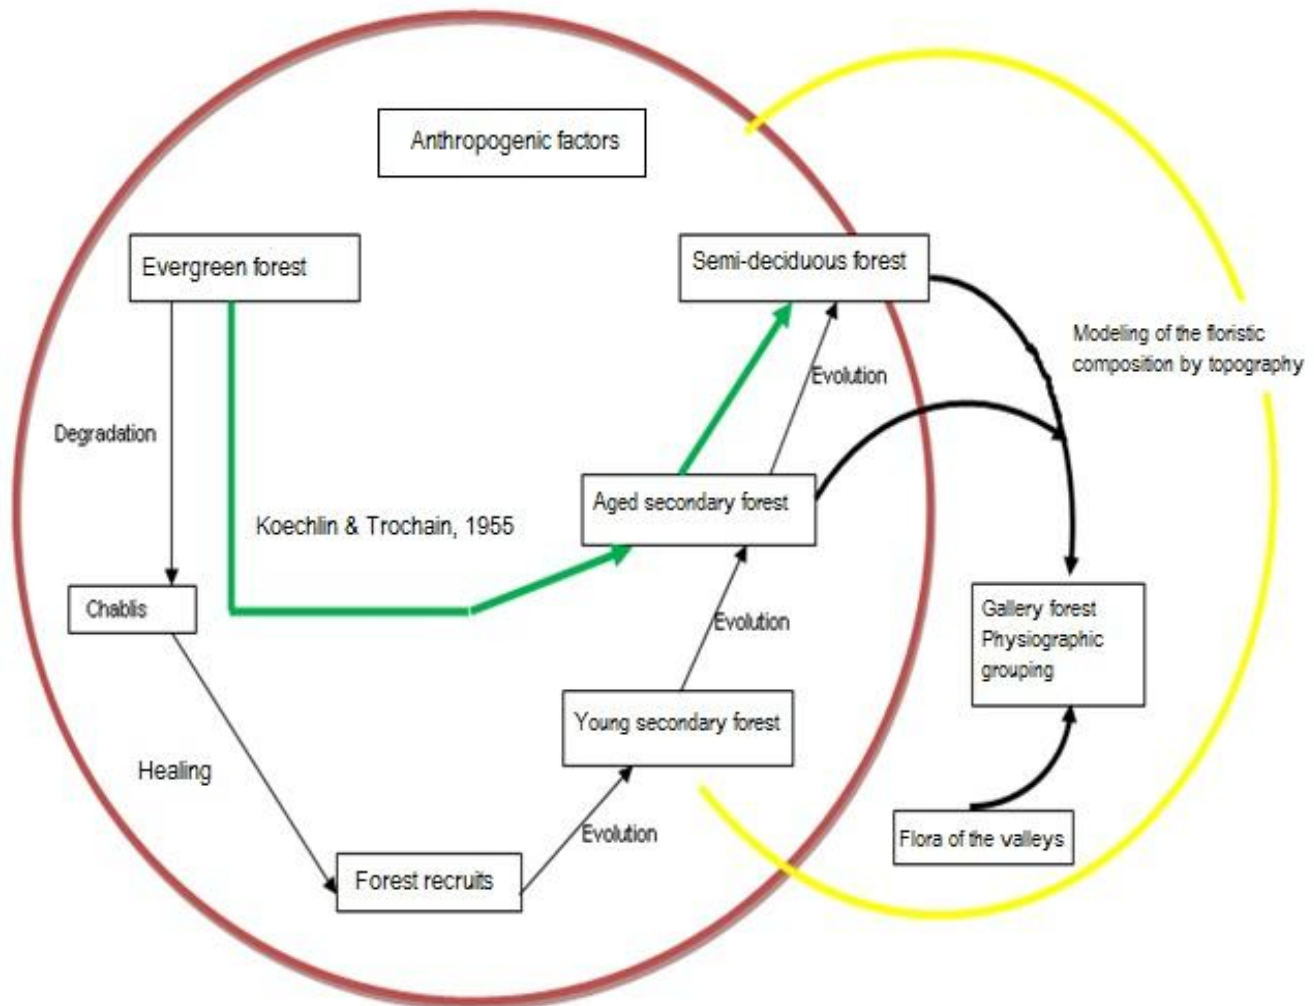 Anthropogenic factors
Evergreen forest
Semi-deciduous forest
Modeling of the floristic
composition by topography
Evolution
Degradation
Aged secondary forest
Koechlin & Trochain, 1955
Chablis
Gallery forest
Physiographic
grouping
Evolution
Young secondary forest
Healing
Evolution
Flora of the valleys
Forest recruits